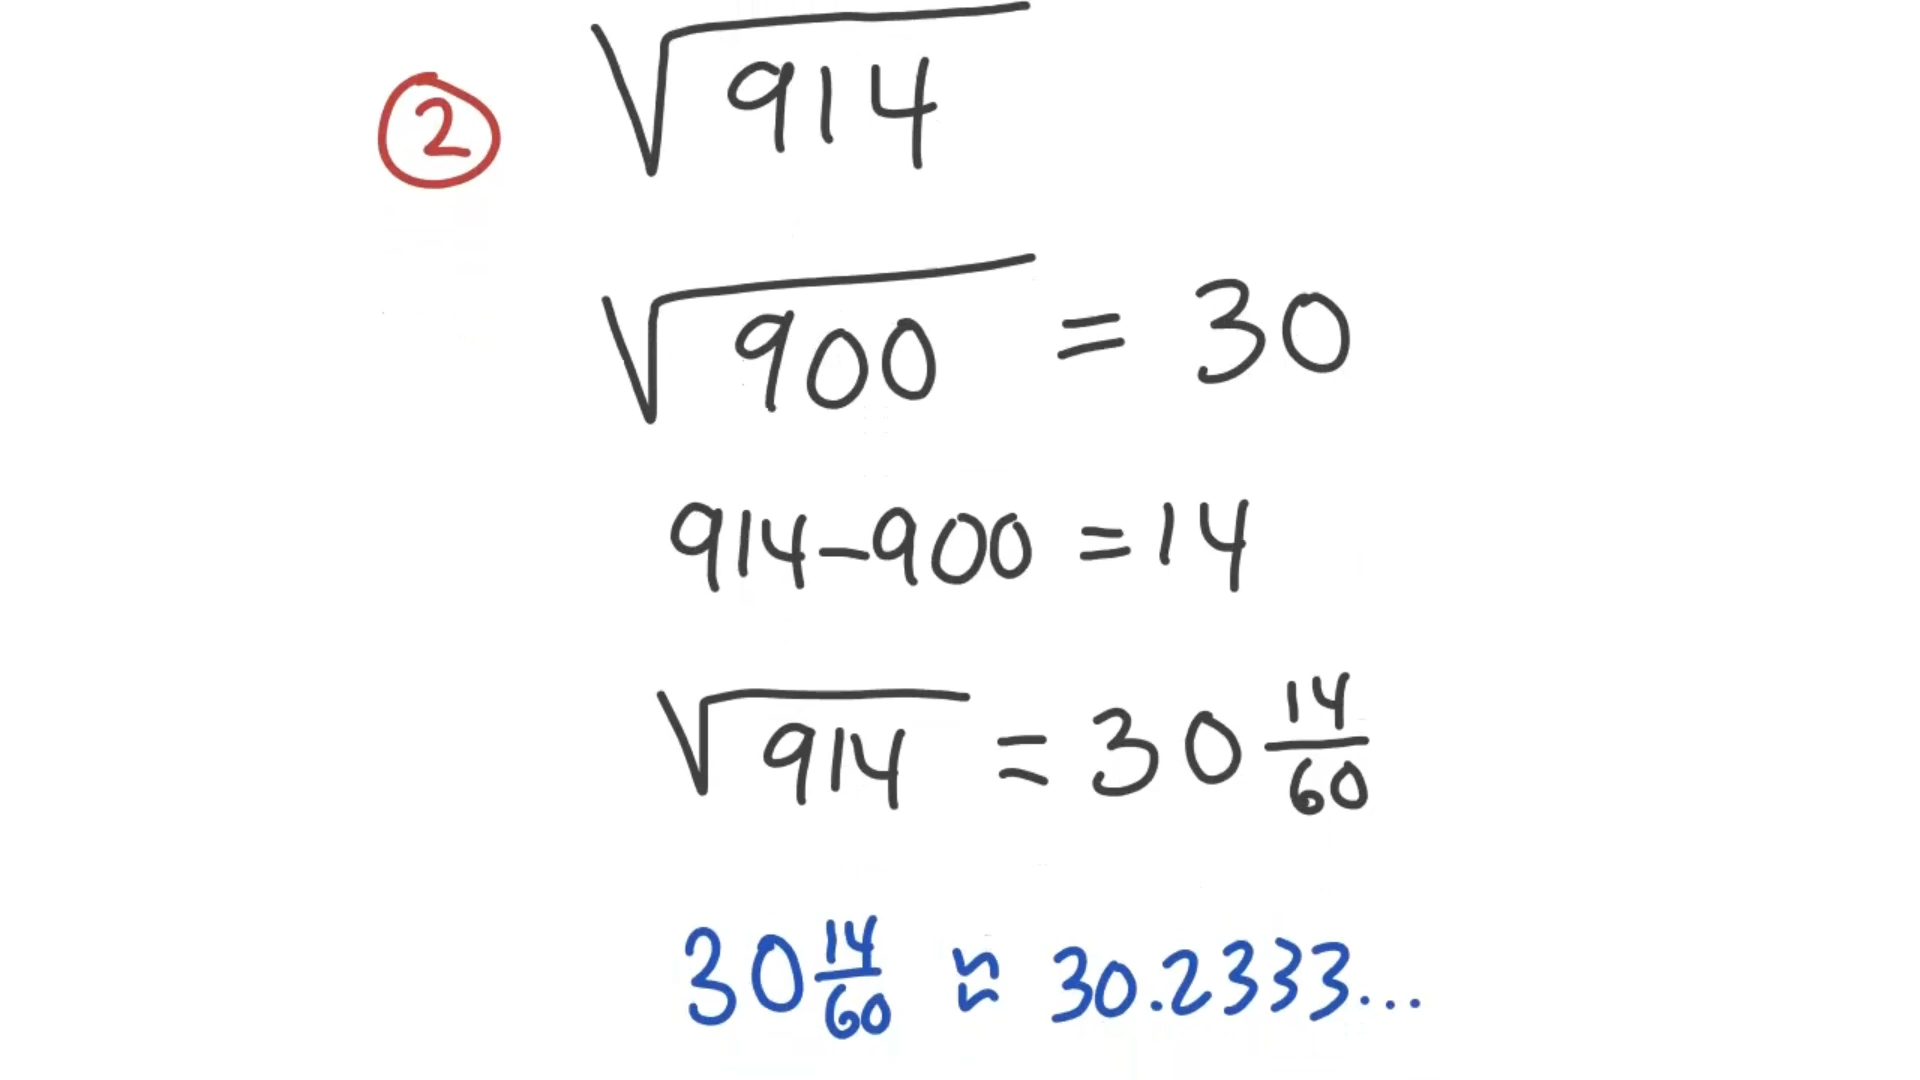 ② √914
√900 = 30
914-900 = 14
√914 = 30 14/60
30 14/60 ≈ 30.2333...